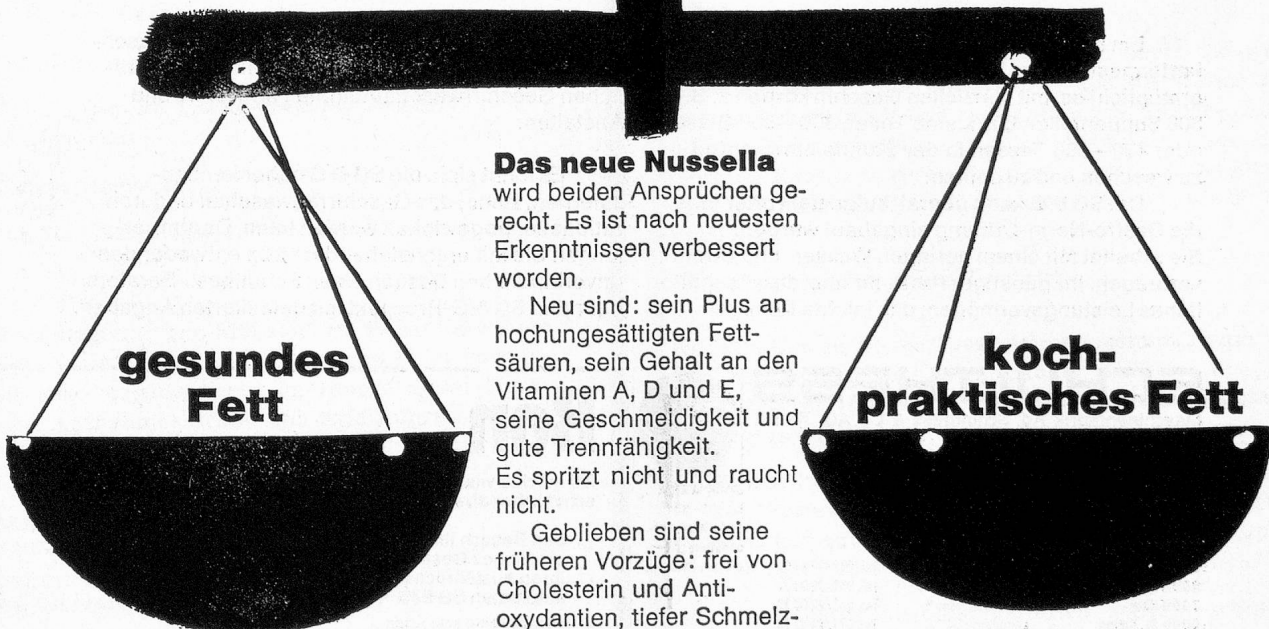 gesundes
Fett
Das neue Nussella
wird beiden Ansprüchen ge-
recht. Es ist nach neuesten
Erkenntnissen verbessert
worden.
Neu sind: sein Plus an
hochungesättigten Fett-
säuren, sein Gehalt an den
Vitaminen A, D und E,
seine Geschmeidigkeit und
gute Trennfähigkeit.
Es spritzt nicht und raucht
nicht.
Geblieben sind seine
früheren Vorzüge: frei von
Cholesterin und Anti-
oxydantien, tiefer Schmelz-
koch-
praktisches Fett